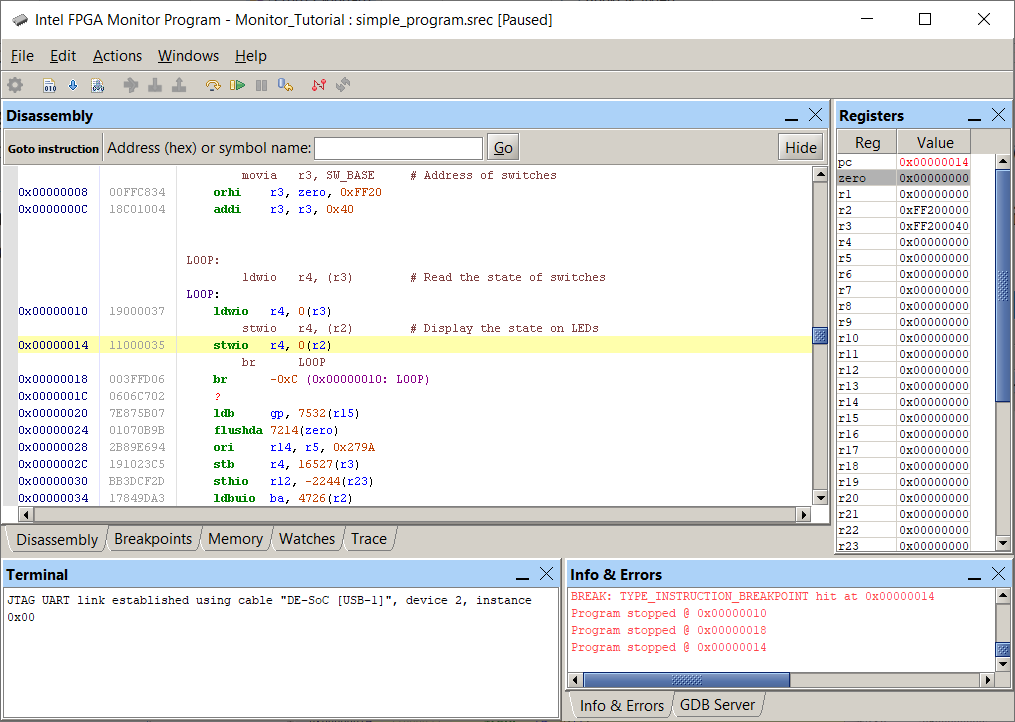 Intel FPGA Monitor Program - Monitor_Tutorial : simple_program.srec [Paused]
File Edit Actions Windows Help
Disassembly
Goto instruction Address (hex) or symbol name: Go Hide
movia r3, SW_BASE # Address of switches
0x00000008 00FFC834 orhi r3, zero, 0xFF20
0x0000000C 18C01004 addi r3, r3, 0x40
LOOP:
ldwio r4, (r3) # Read the state of switches
LOOP:
0x00000010 19000037 ldwio r4, 0(r3)
stwio r4, (r2) # Display the state on LEDs
0x00000014 11000035 stwio r4, 0(r2)
br LOOP
0x00000018 003FFD06 br -0xC (0x00000010: LOOP)
0x0000001C 0606C702 ?
0x00000020 7E875B07 ldb gp, 7532(r15)
0x00000024 01070B9B flushda 7214(zero)
0x00000028 2B89E694 ori r14, r5, 0x279A
0x0000002C 191023C5 stb r4, 16527(r3)
0x00000030 BB3DCF2D sthio r12, -2244(r23)
0x00000034 17849DA3 ldbuio ba, 4726(r2)
Disassembly Breakpoints Memory Watches Trace
Registers
Reg Value
pc 0x00000014
zero 0x00000000
r1 0x00000000
r2 0xFF200000
r3 0xFF200040
r4 0x00000000
r5 0x00000000
r6 0x00000000
r7 0x00000000
r8 0x00000000
r9 0x00000000
r10 0x00000000
r11 0x00000000
r12 0x00000000
r13 0x00000000
r14 0x00000000
r15 0x00000000
r16 0x00000000
r17 0x00000000
r18 0x00000000
r19 0x00000000
r20 0x00000000
r21 0x00000000
r22 0x00000000
r23 0x00000000
Terminal
JTAG UART link established using cable "DE-SoC [USB-1]", device 2, instance
0x00
Info & Errors
BREAK: TYPE_INSTRUCTION_BREAKPOINT hit at 0x00000014
Program stopped @ 0x00000010
Program stopped @ 0x00000018
Program stopped @ 0x00000014
Info & Errors GDB Server